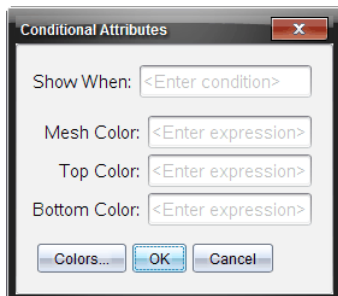 Conditional Attributes
Show When: <Enter condition>
Mesh Color: <Enter expression>
Top Color: <Enter expression>
Bottom Color: <Enter expression>
Colors... OK Cancel